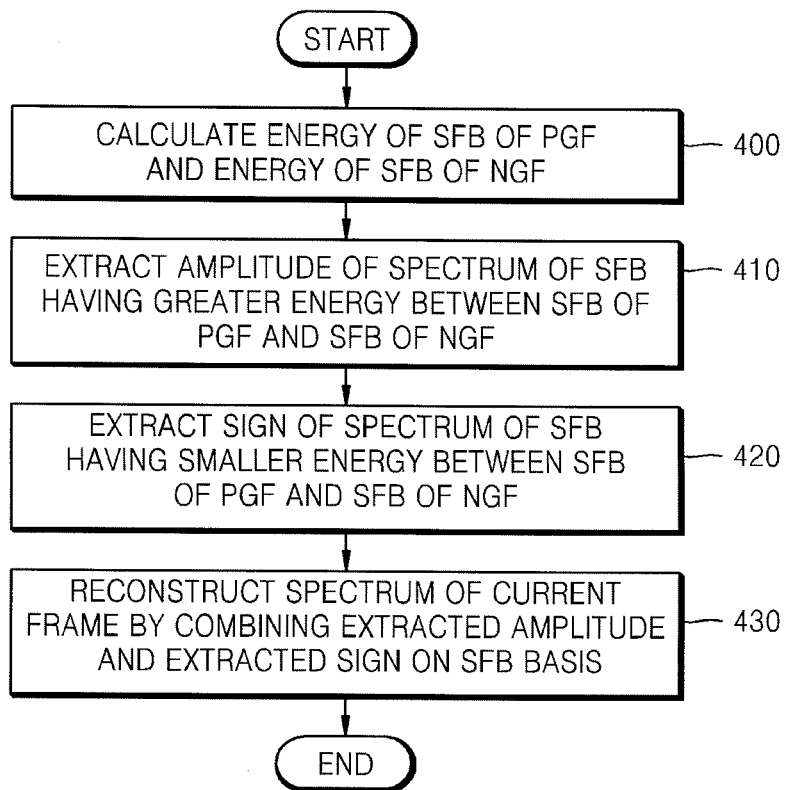 START
CALCULATE ENERGY OF SFB OF PGF
AND ENERGY OF SFB OF NGF
400
EXTRACT AMPLITUDE OF SPECTRUM OF SFB
HAVING GREATER ENERGY BETWEEN SFB OF
PGF AND SFB OF NGF
410
EXTRACT SIGN OF SPECTRUM OF SFB
HAVING SMALLER ENERGY BETWEEN SFB
OF PGF AND SFB OF NGF
420
RECONSTRUCT SPECTRUM OF CURRENT
FRAME BY COMBINING EXTRACTED AMPLITUDE
AND EXTRACTED SIGN ON SFB BASIS
430
END